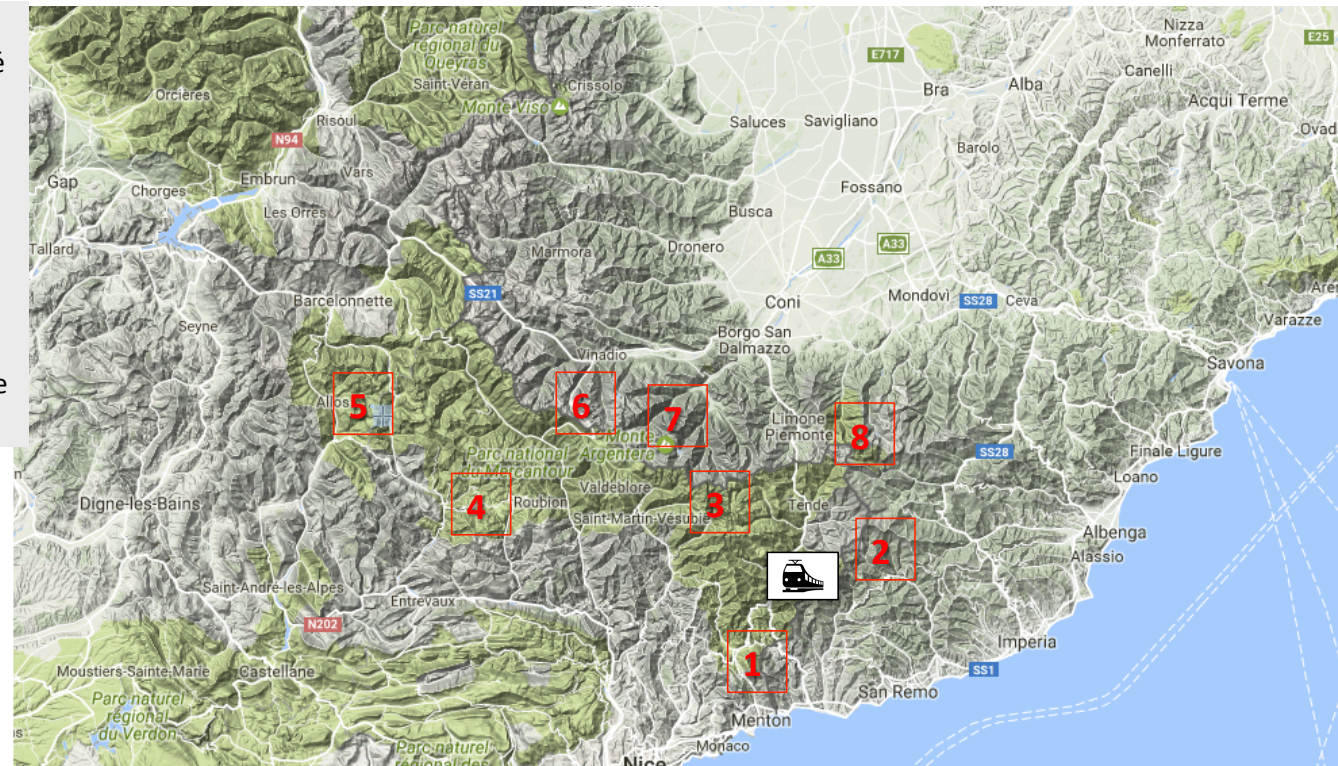 é
e
Parc naturel
régional du
Queyras
Saint-Véran
Crissolo
Orcieres
Monte Viso
Risoul
N94
Gap
Chorges
Embrun
Vars
Les Orres
Tallard
Barcelonnette
Seyne
SS21
Marmora
Dronero
Busca
Saluces
Savigliano
Fossano
E717
Bra
Alba
Barolo
Nizza
Monferrato
Canelli
E25
Acqui Terme
Ovad
A33
A33
Coni
Mondovì
SS28
Ceva
Borgo San
Dalmazzo
Vinadio
Varazze
Savona
Allos
5
6
7
8
Limone
Piemonte
Monte
Argentera
Parc national
du Mercantour
4
Roubion
Valdeblore
3
Saint-Martin-Vésubie
Tende
SS28
Finale Ligure
Loano
Albenga
Alassio
2
Digne-les-Bains
Saint-André-les-Alpes
Entrevaux
N202
Moustiers-Sainte-Marie
Castellane
Parc naturel
régional
du Verdon
Imperia
SS1
San Remo
1
Menton
Monaco
Nice
Parc naturel
régional des